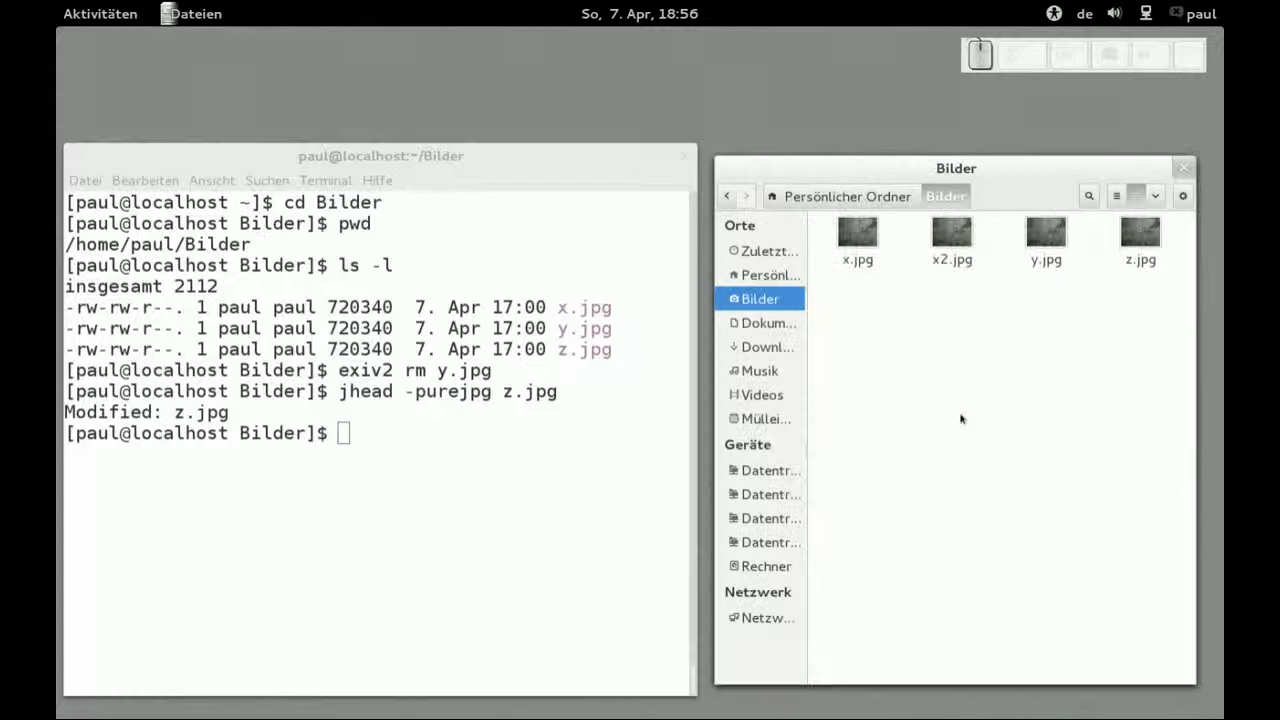 Aktivitäten
Dateien
So, 7. Apr, 18:56
de
paul
paul@localhost:~/Bilder
Datei Bearbeiten Ansicht Suchen Terminal Hilfe
[paul@localhost ~]$ cd Bilder
[paul@localhost Bilder]$ pwd
/home/paul/Bilder
[paul@localhost Bilder]$ ls -l
insgesamt 2112
-rw-rw-r--. 1 paul paul 720340  7. Apr 17:00 x.jpg
-rw-rw-r--. 1 paul paul 720340  7. Apr 17:00 y.jpg
-rw-rw-r--. 1 paul paul 720340  7. Apr 17:00 z.jpg
[paul@localhost Bilder]$ exiv2 rm y.jpg
[paul@localhost Bilder]$ jhead -purejpg z.jpg
Modified: z.jpg
[paul@localhost Bilder]$
Bilder
Persönlicher Ordner
Bilder
Orte
Zuletzt...
Persönl...
Bilder
Dokum...
Downl...
Musik
Videos
Müllei...
Geräte
Datentr...
Datentr...
Datentr...
Datentr...
Rechner
Netzwerk
Netzw...
x.jpg
x2.jpg
y.jpg
z.jpg